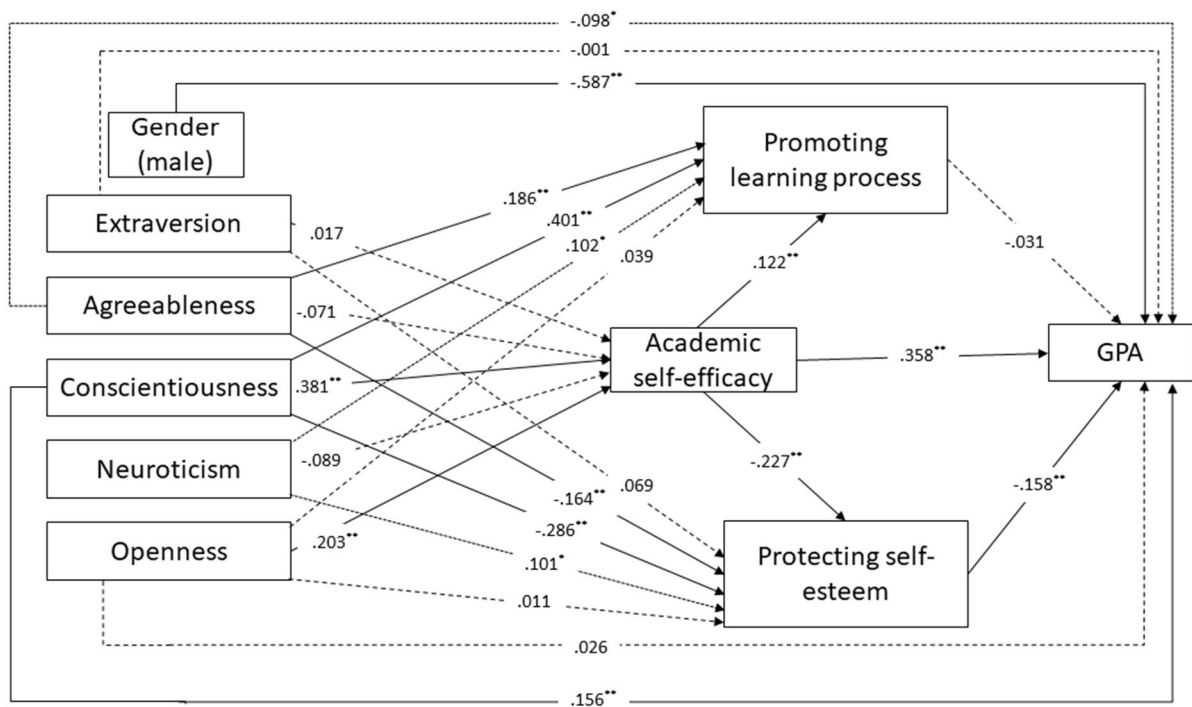 -.098*
-.001
-.587**
Gender
(male)
Promoting
learning process
Extraversion
.186**
.401**
.017
.102*
.039
-.031
Agreeableness
-.071
.122**
Academic
self-efficacy
.358**
GPA
Conscientiousness
.381**
Neuroticism
-.089
-.227**
-.164**
.069
-.158**
Openness
.203**
-.286**
.101*
Protecting self-
esteem
.011
.026
.156**